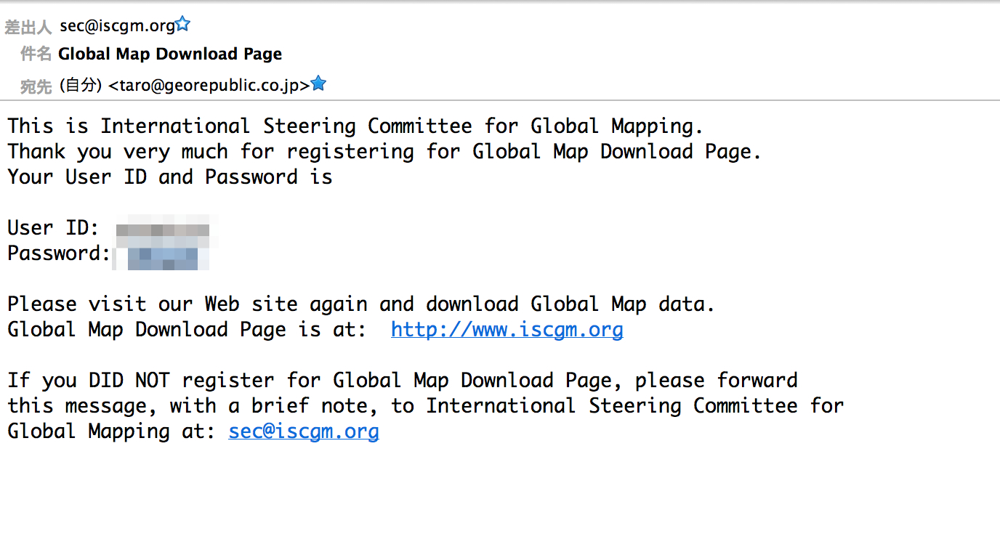 差出人 sec@iscgm.org
件名 Global Map Download Page
宛先 (自分) <taro@georepublic.co.jp>
This is International Steering Committee for Global Mapping.
Thank you very much for registering for Global Map Download Page.
Your User ID and Password is
User ID:
Password:
Please visit our Web site again and download Global Map data.
Global Map Download Page is at: http://www.iscgm.org
If you DID NOT register for Global Map Download Page, please forward
this message, with a brief note, to International Steering Committee for
Global Mapping at: sec@iscgm.org